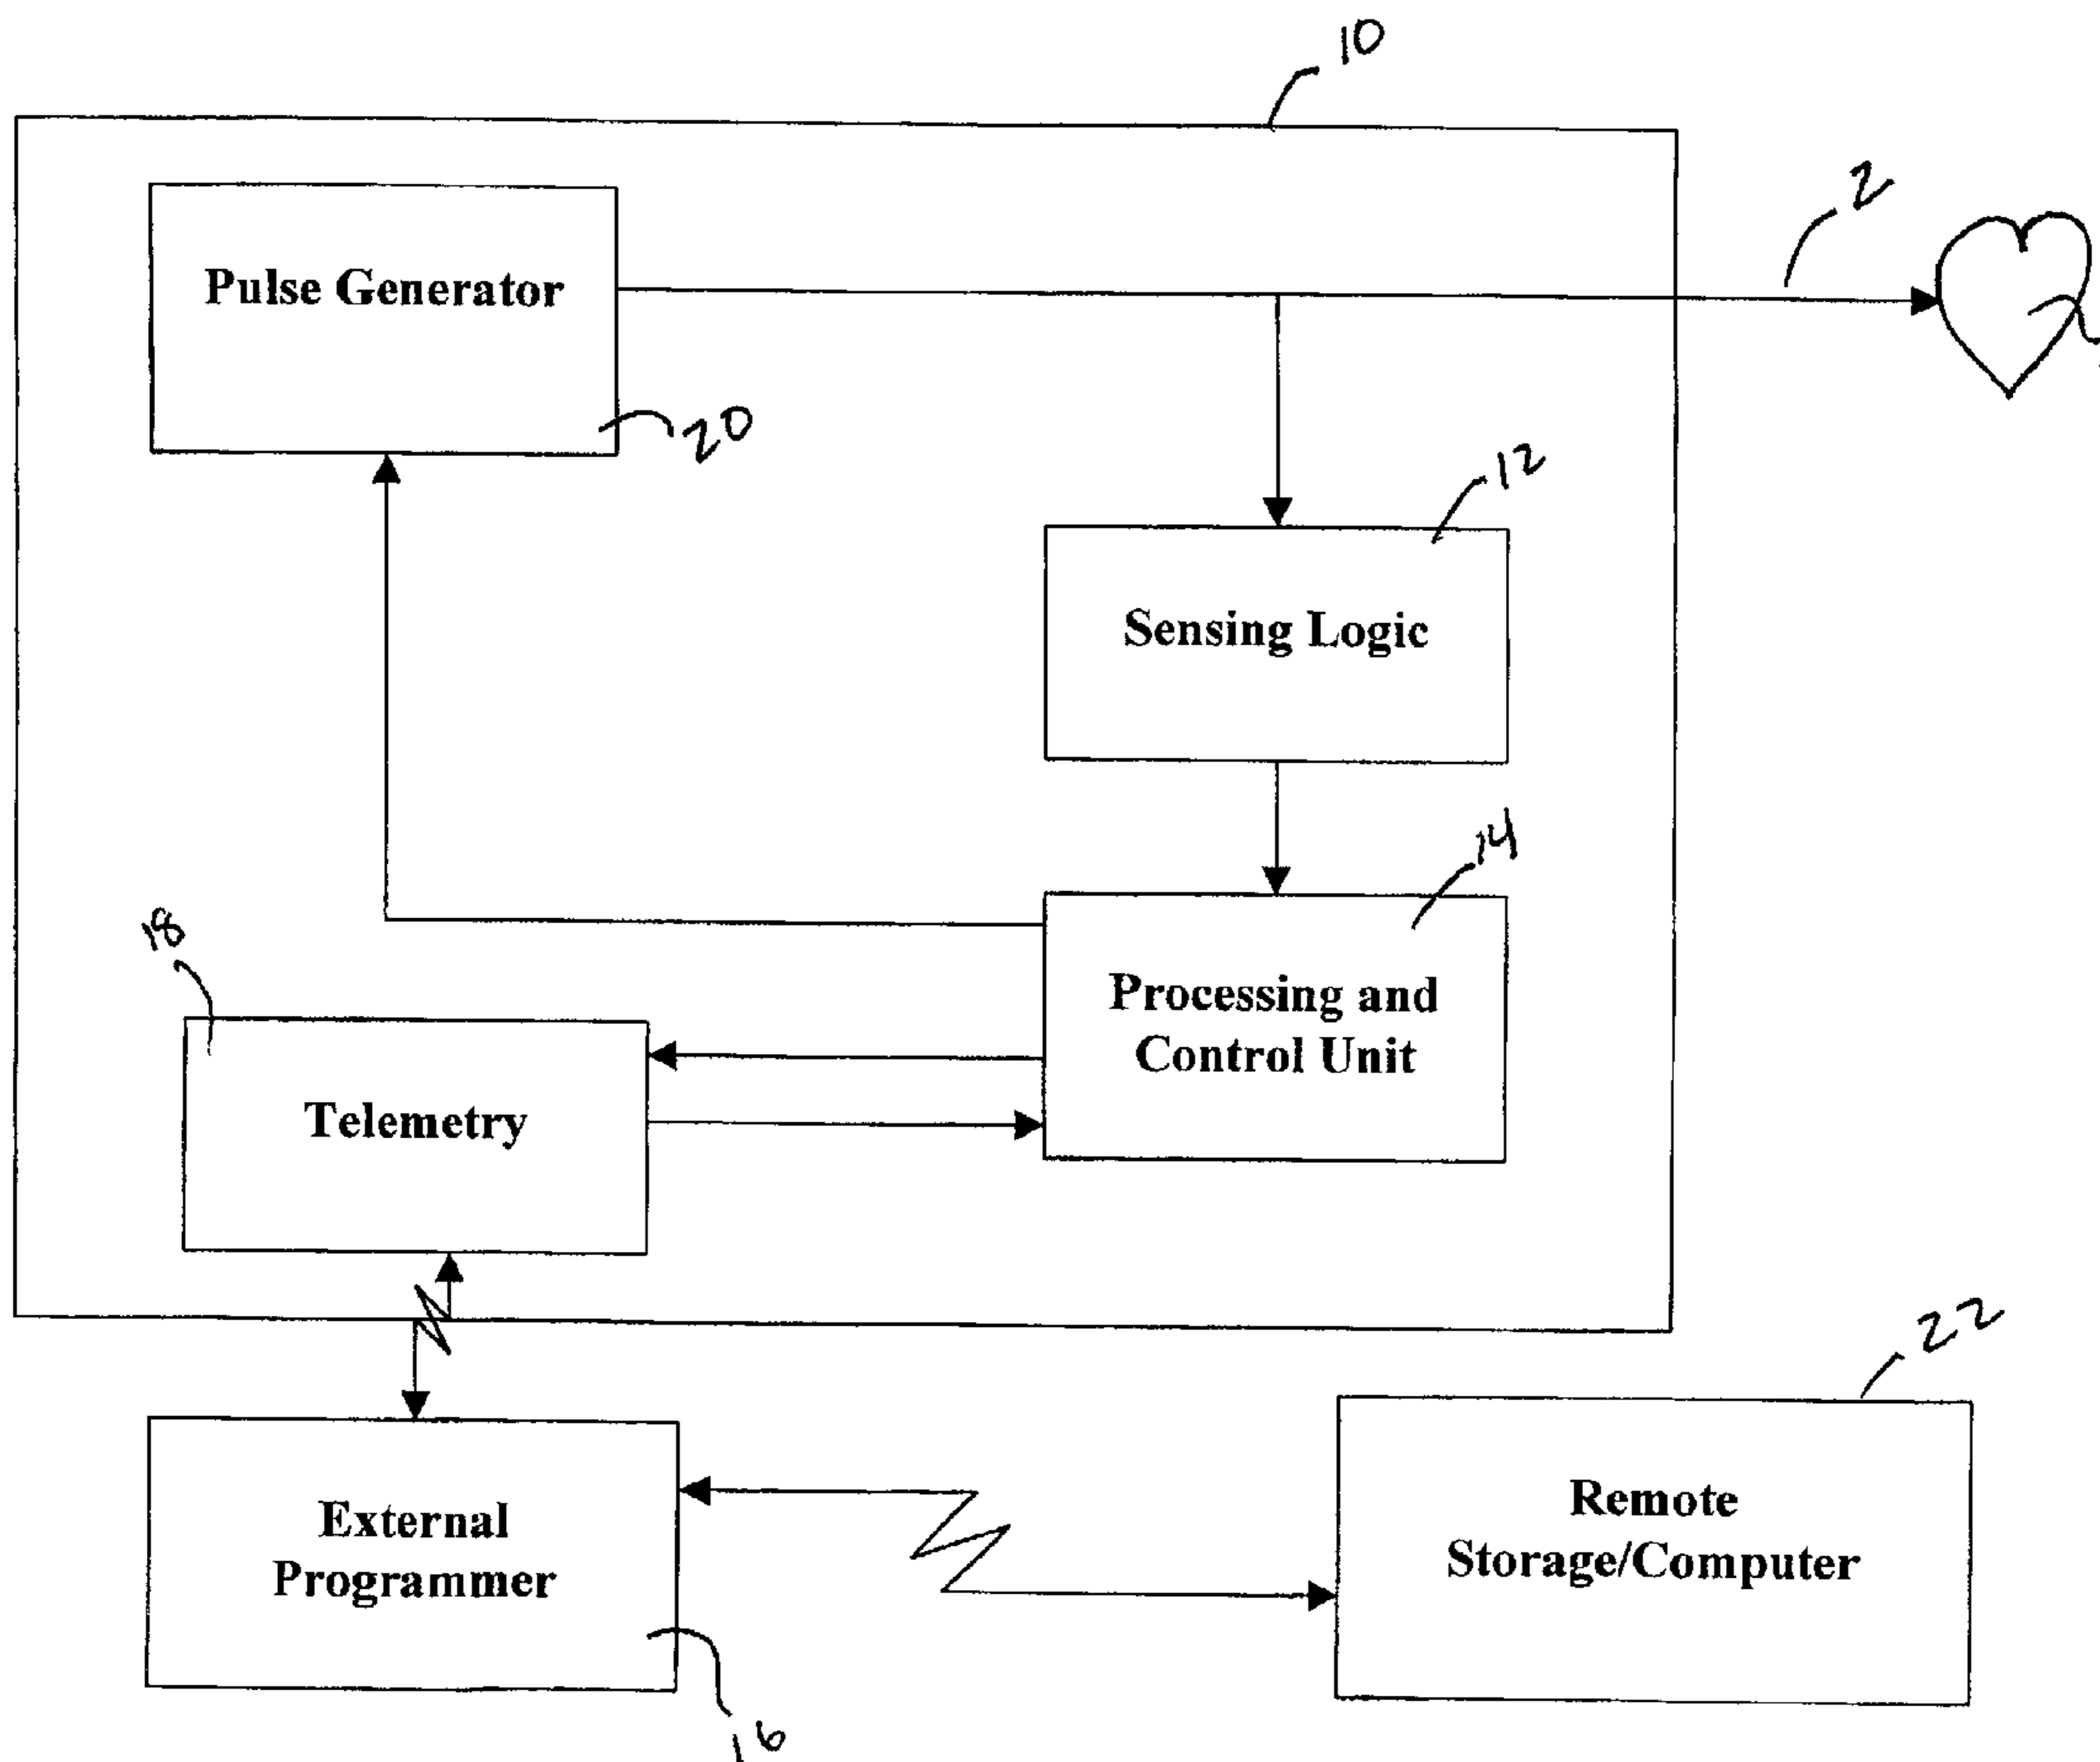 10
2
Pulse Generator
20
12
Sensing Logic
14
18
Processing and
Control Unit
Telemetry
22
External
Programmer
Remote
Storage/Computer
16